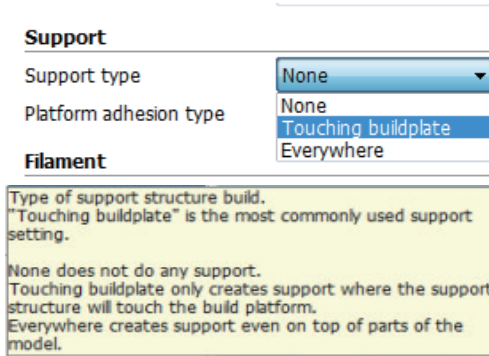 Support
Support type
None
Platform adhesion type
None
Touching buildplate
Everywhere
Filament
Type of support structure build.
"Touching buildplate" is the most commonly used support
setting.
None does not do any support.
Touching buildplate only creates support where the support
structure will touch the build platform.
Everywhere creates support even on top of parts of the
model.